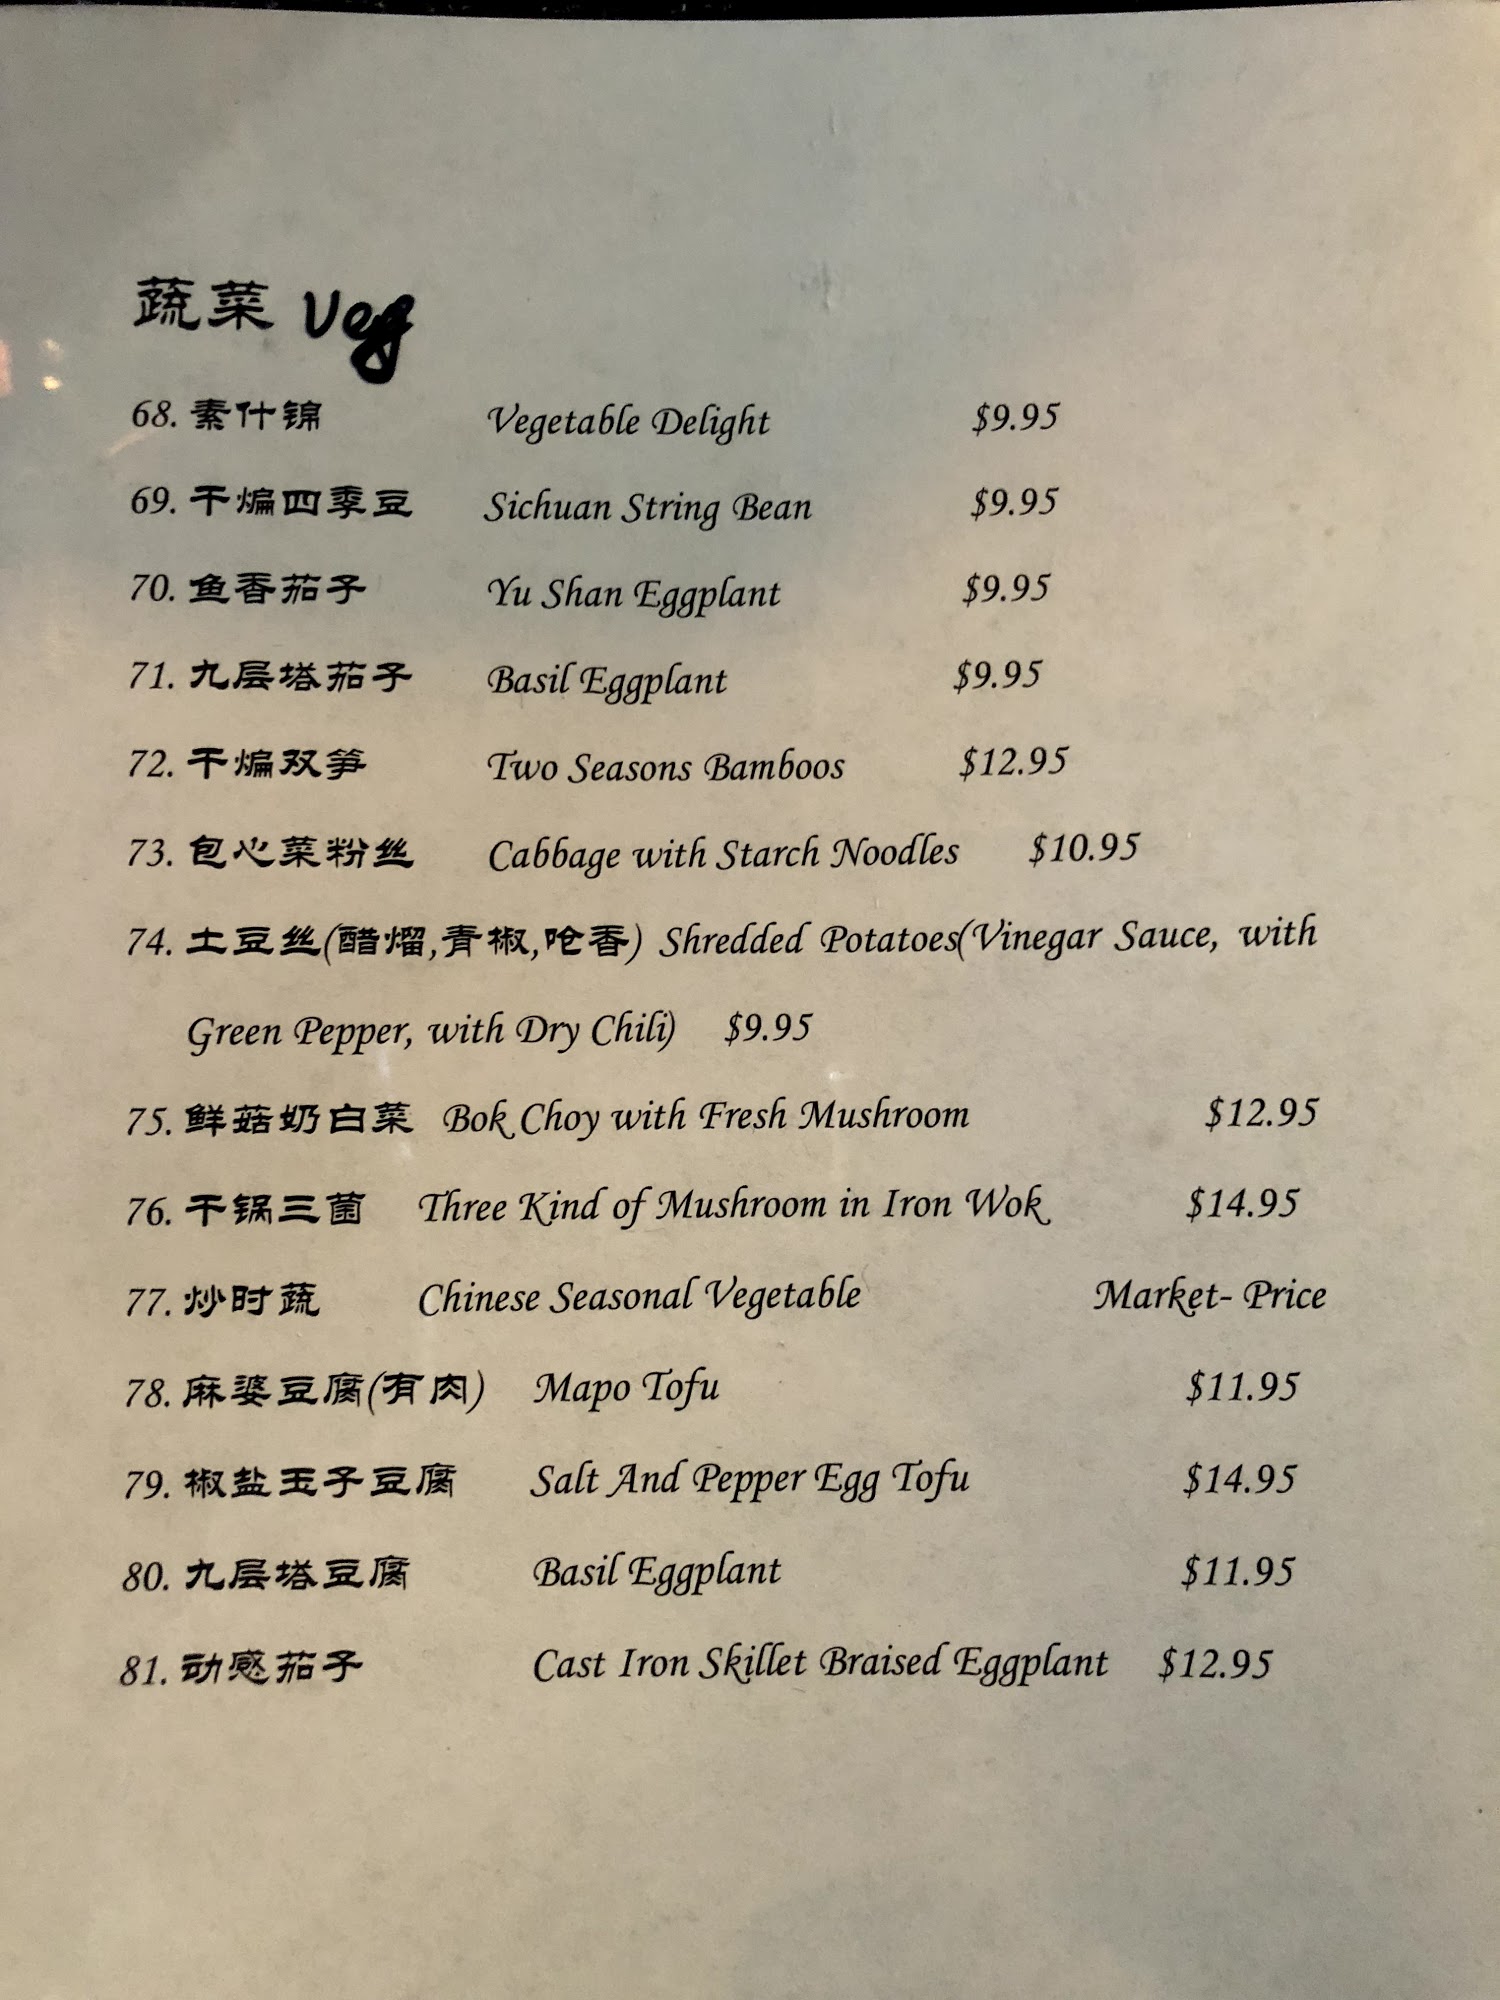 蔬菜 Veg
68. 素什锦 Vegetable Delight $9.95
69. 干煸四季豆 Sichuan String Bean $9.95
70. 鱼香茄子 Yu Shan Eggplant $9.95
71. 九层塔茄子 Basil Eggplant $9.95
72. 干煸双笋 Two Seasons Bamboos $12.95
73. 包心菜粉丝 Cabbage with Starch Noodles $10.95
74. 土豆丝(醋熘,青椒,呛香) Shredded Potatoes(Vinegar Sauce, with
Green Pepper, with Dry Chili) $9.95
75. 鲜菇奶白菜 Bok Choy with Fresh Mushroom $12.95
76. 干锅三菌 Three Kind of Mushroom in Iron Wok $14.95
77. 炒时蔬 Chinese Seasonal Vegetable Market- Price
78. 麻婆豆腐(有肉) Mapo Tofu $11.95
79. 椒盐玉子豆腐 Salt And Pepper Egg Tofu $14.95
80. 九层塔豆腐 Basil Eggplant $11.95
81. 动感茄子 Cast Iron Skillet Braised Eggplant $12.95